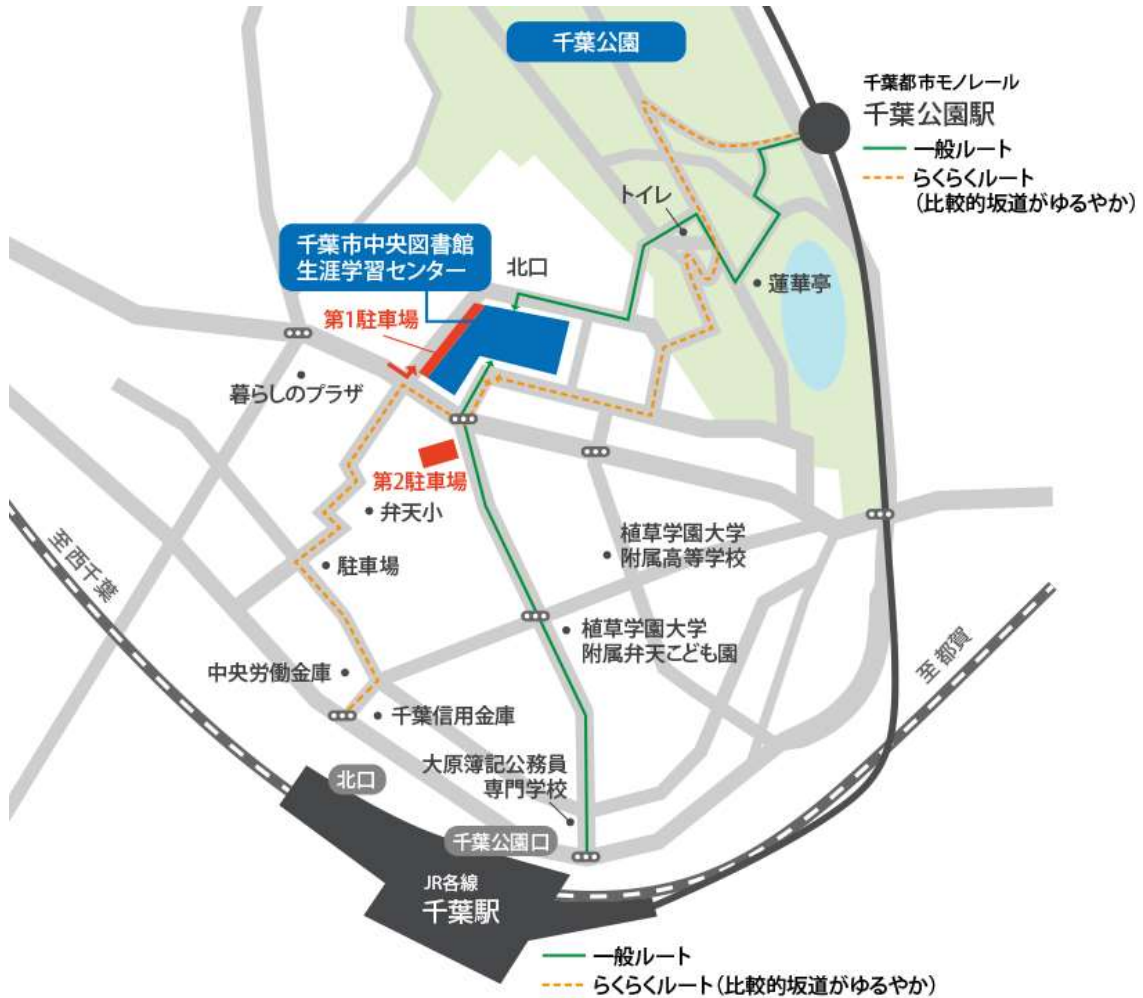 千葉公園
千葉都市モノレール
千葉公園駅
一般ルート
らくらくルート
(比較的坂道がゆるやか)
トイレ
千葉市中央図書館
生涯学習センター
北口
蓮華亭
第1駐車場
暮らしのプラザ
第2駐車場
弁天小
植草学園大学
附属高等学校
至西千葉
駐車場
植草学園大学
附属弁天こども園
至都賀
中央労働金庫
千葉信用金庫
大原簿記公務員
専門学校
北口
千葉公園口
JR各線
千葉駅
一般ルート
らくらくルート(比較的坂道がゆるやか)